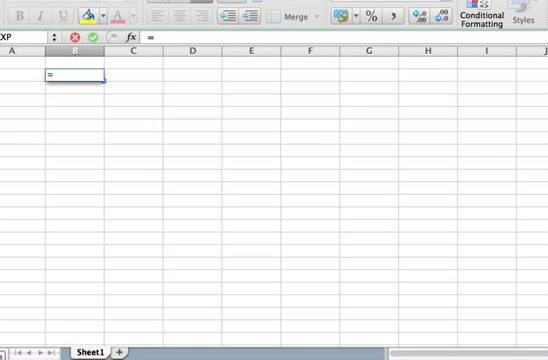 B I U A Merge % Conditional Formatting Styles
XP fx =
A B C D E F G H I J
=
Sheet1